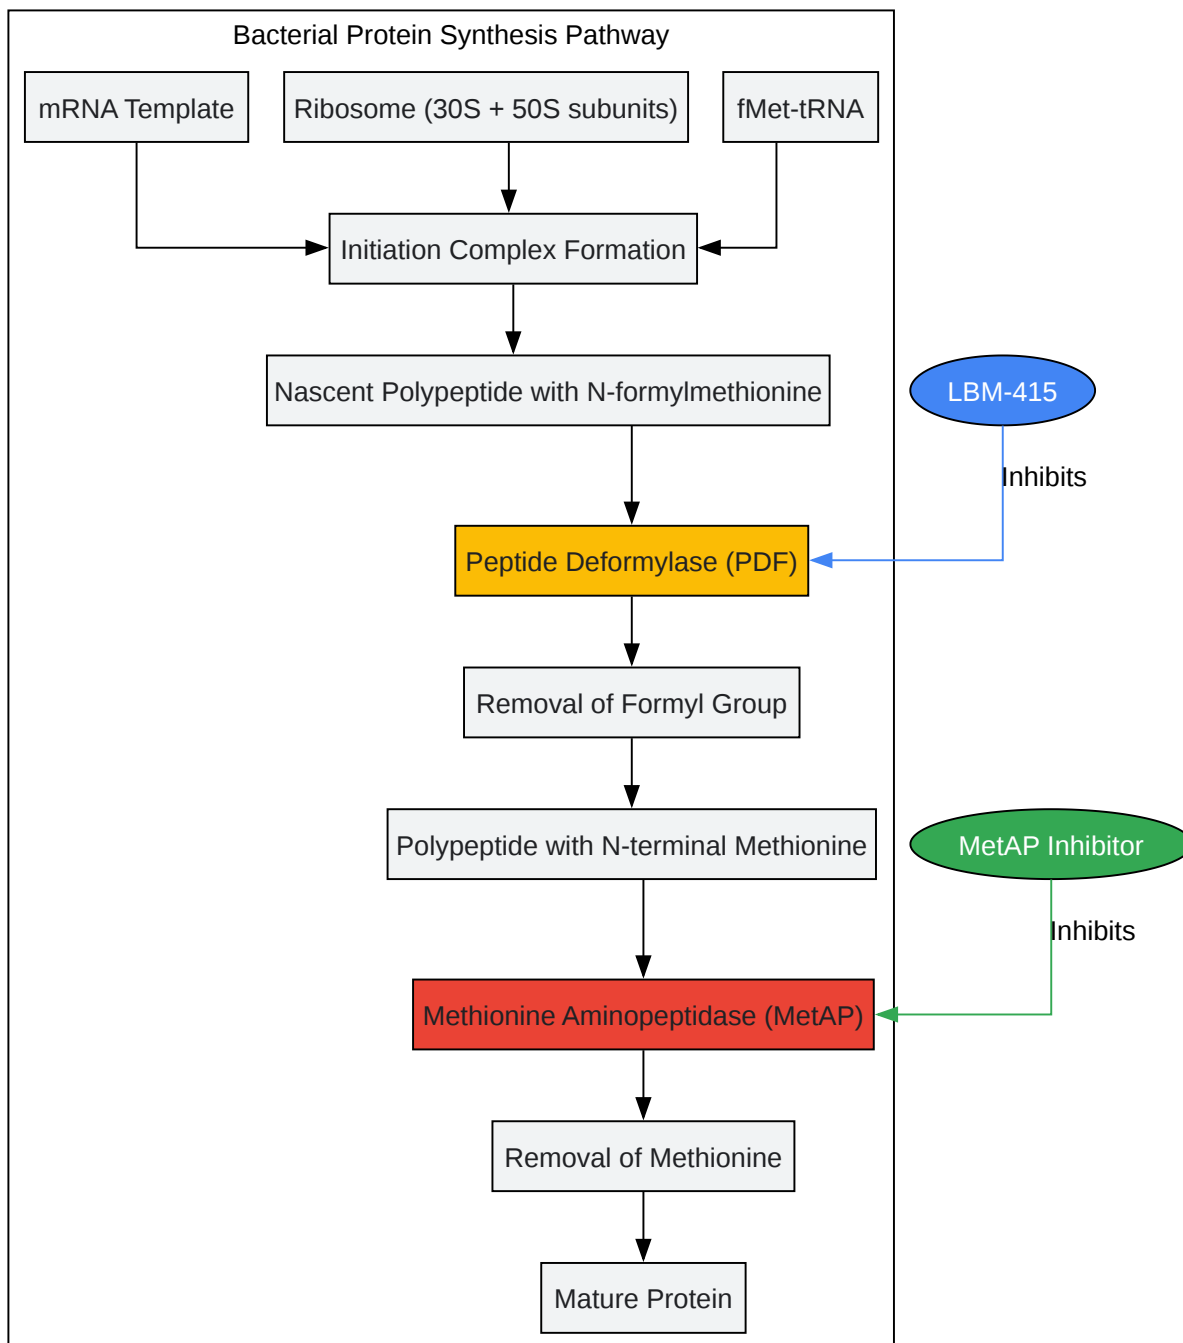 Bacterial Protein Synthesis Pathway
mRNA Template
Ribosome (30S + 50S subunits)
fMet-tRNA
Initiation Complex Formation
Nascent Polypeptide with N-formylmethionine
LBM-415
Inhibits
Peptide Deformylase (PDF)
Removal of Formyl Group
Polypeptide with N-terminal Methionine
MetAP Inhibitor
Inhibits
Methionine Aminopeptidase (MetAP)
Removal of Methionine
Mature Protein